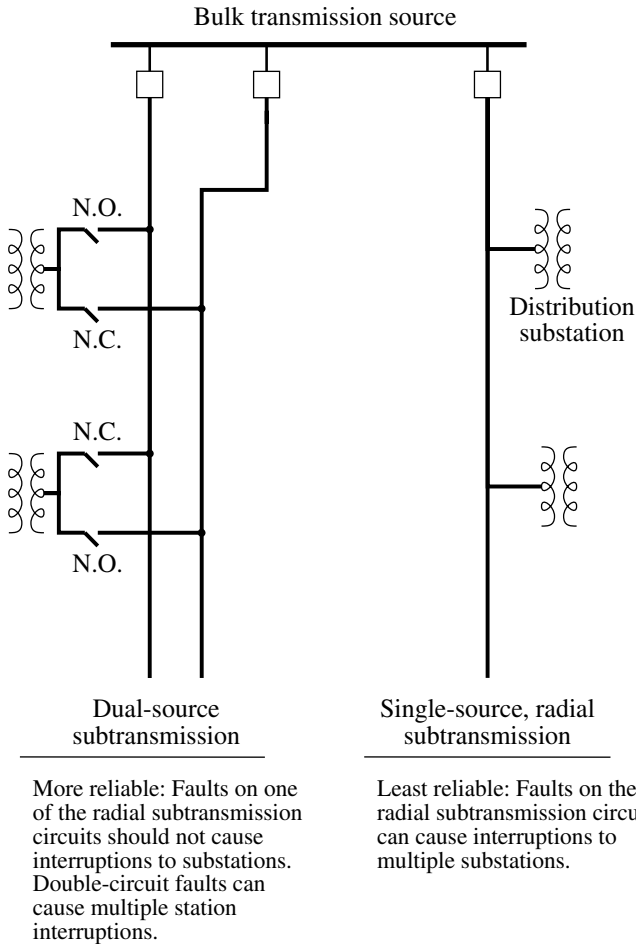 Bulk transmission source
N.O.
N.C.
N.C.
N.O.
Distribution
substation
Dual-source
subtransmission
More reliable: Faults on one
of the radial subtransmission
circuits should not cause
interruptions to substations.
Double-circuit faults can
cause multiple station
interruptions.
Single-source, radial
subtransmission
Least reliable: Faults on the
radial subtransmission circu
can cause interruptions to
multiple substations.